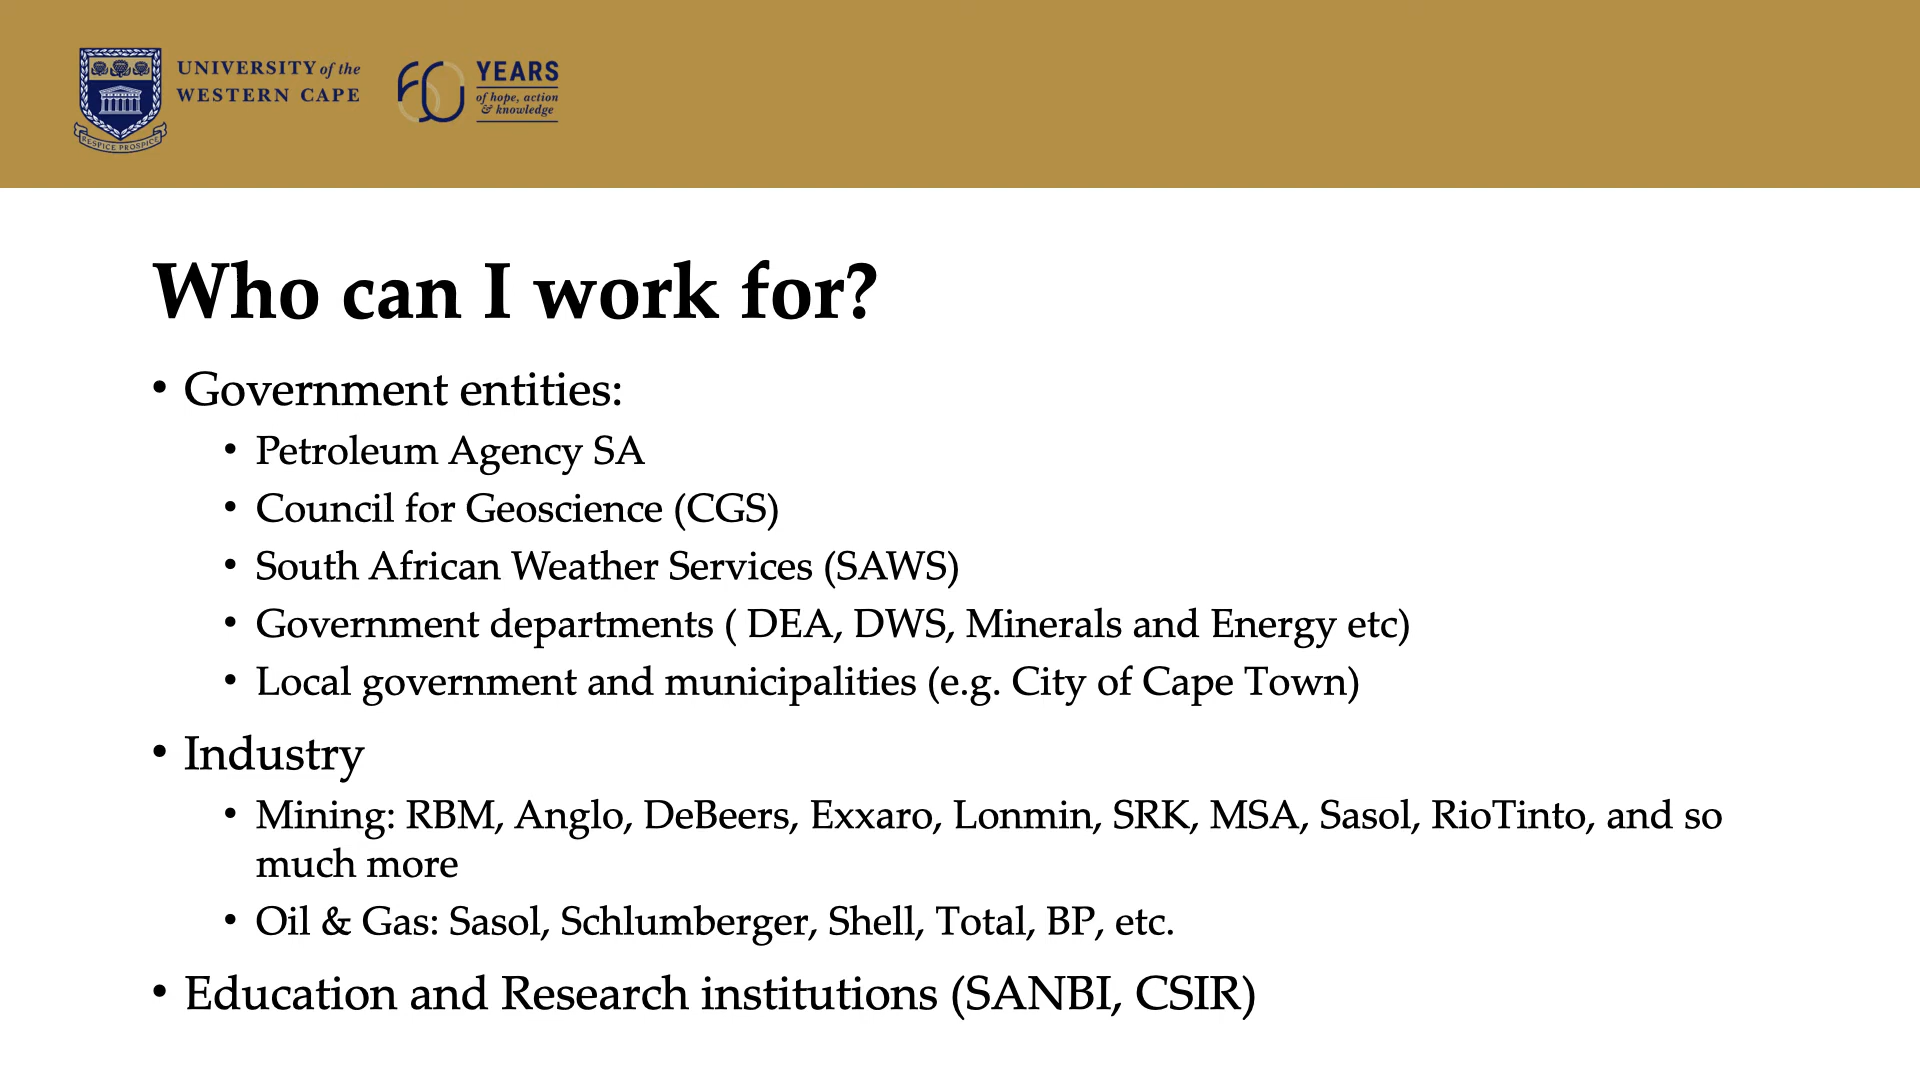 UNIVERSITY of the
WESTERN CAPE
RESPICE PROSPICE
60 YEARS
of hope, action
& knowledge
Who can I work for?
• Government entities:
• Petroleum Agency SA
• Council for Geoscience (CGS)
• South African Weather Services (SAWS)
• Government departments ( DEA, DWS, Minerals and Energy etc)
• Local government and municipalities (e.g. City of Cape Town)
• Industry
• Mining: RBM, Anglo, DeBeers, Exxaro, Lonmin, SRK, MSA, Sasol, RioTinto, and so
much more
• Oil & Gas: Sasol, Schlumberger, Shell, Total, BP, etc.
• Education and Research institutions (SANBI, CSIR)